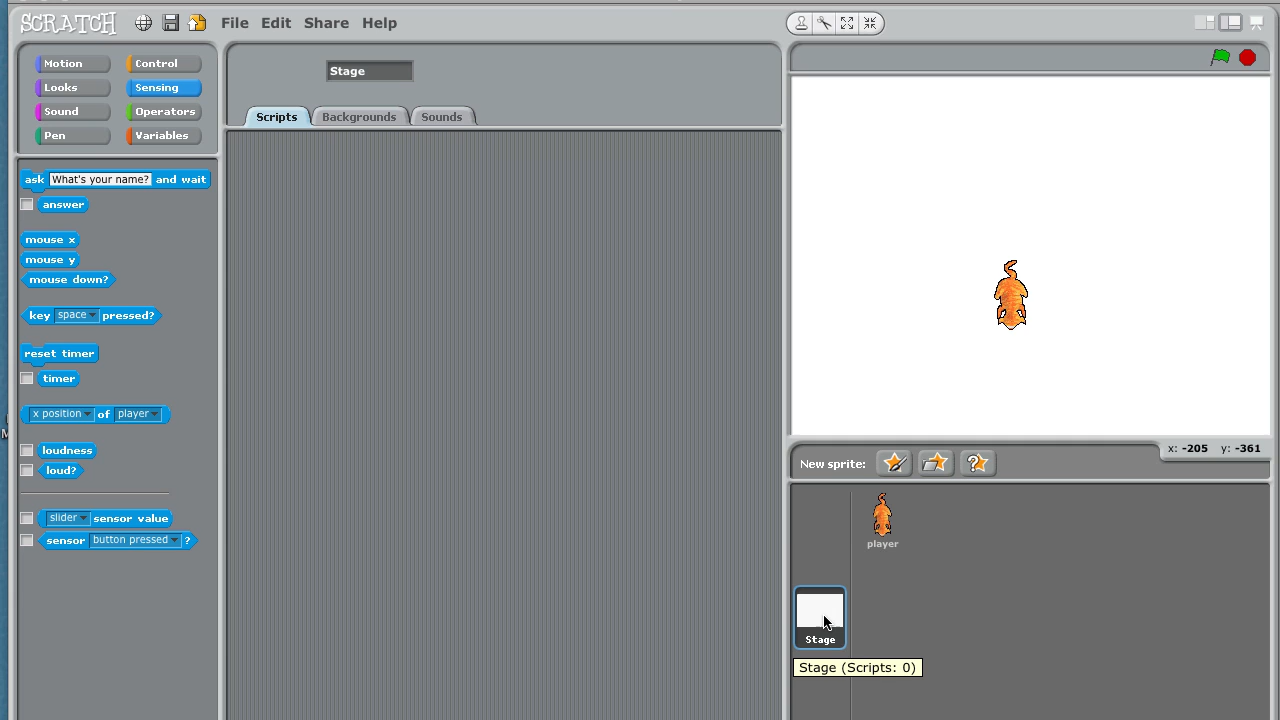 SCRATCH File Edit Share Help
Motion Control
Looks Sensing
Sound Operators
Pen Variables
Stage
Scripts Backgrounds Sounds
ask What's your name? and wait
answer
mouse x
mouse y
mouse down?
key space pressed?
reset timer
timer
x position of player
loudness
loud?
slider sensor value
sensor button pressed ?
x: -205 y: -361
New sprite:
player
Stage
Stage (Scripts: 0)